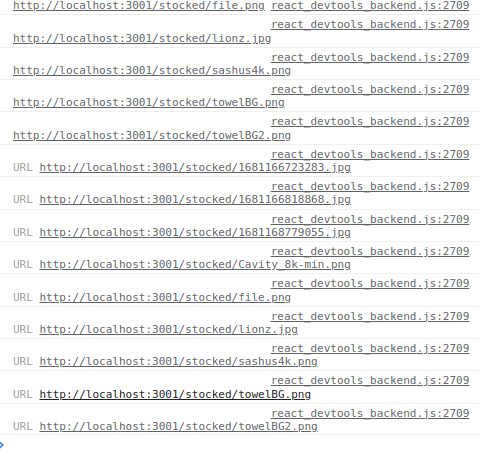 http://localhost:3001/stocked/file.png react_devtools_backend.js:2709
react_devtools_backend.js:2709
http://localhost:3001/stocked/lionz.jpg
react_devtools_backend.js:2709
http://localhost:3001/stocked/sashus4k.png
react_devtools_backend.js:2709
http://localhost:3001/stocked/towelBG.png
react_devtools_backend.js:2709
http://localhost:3001/stocked/towelBG2.png
react_devtools_backend.js:2709
URL http://localhost:3001/stocked/1681166723283.jpg
react_devtools_backend.js:2709
URL http://localhost:3001/stocked/1681166818868.jpg
react_devtools_backend.js:2709
URL http://localhost:3001/stocked/1681168779055.jpg
react_devtools_backend.js:2709
URL http://localhost:3001/stocked/Cavity_8k-min.png
react_devtools_backend.js:2709
URL http://localhost:3001/stocked/file.png
react_devtools_backend.js:2709
URL http://localhost:3001/stocked/lionz.jpg
react_devtools_backend.js:2709
URL http://localhost:3001/stocked/sashus4k.png
react_devtools_backend.js:2709
URL http://localhost:3001/stocked/towelBG.png
react_devtools_backend.js:2709
URL http://localhost:3001/stocked/towelBG2.png